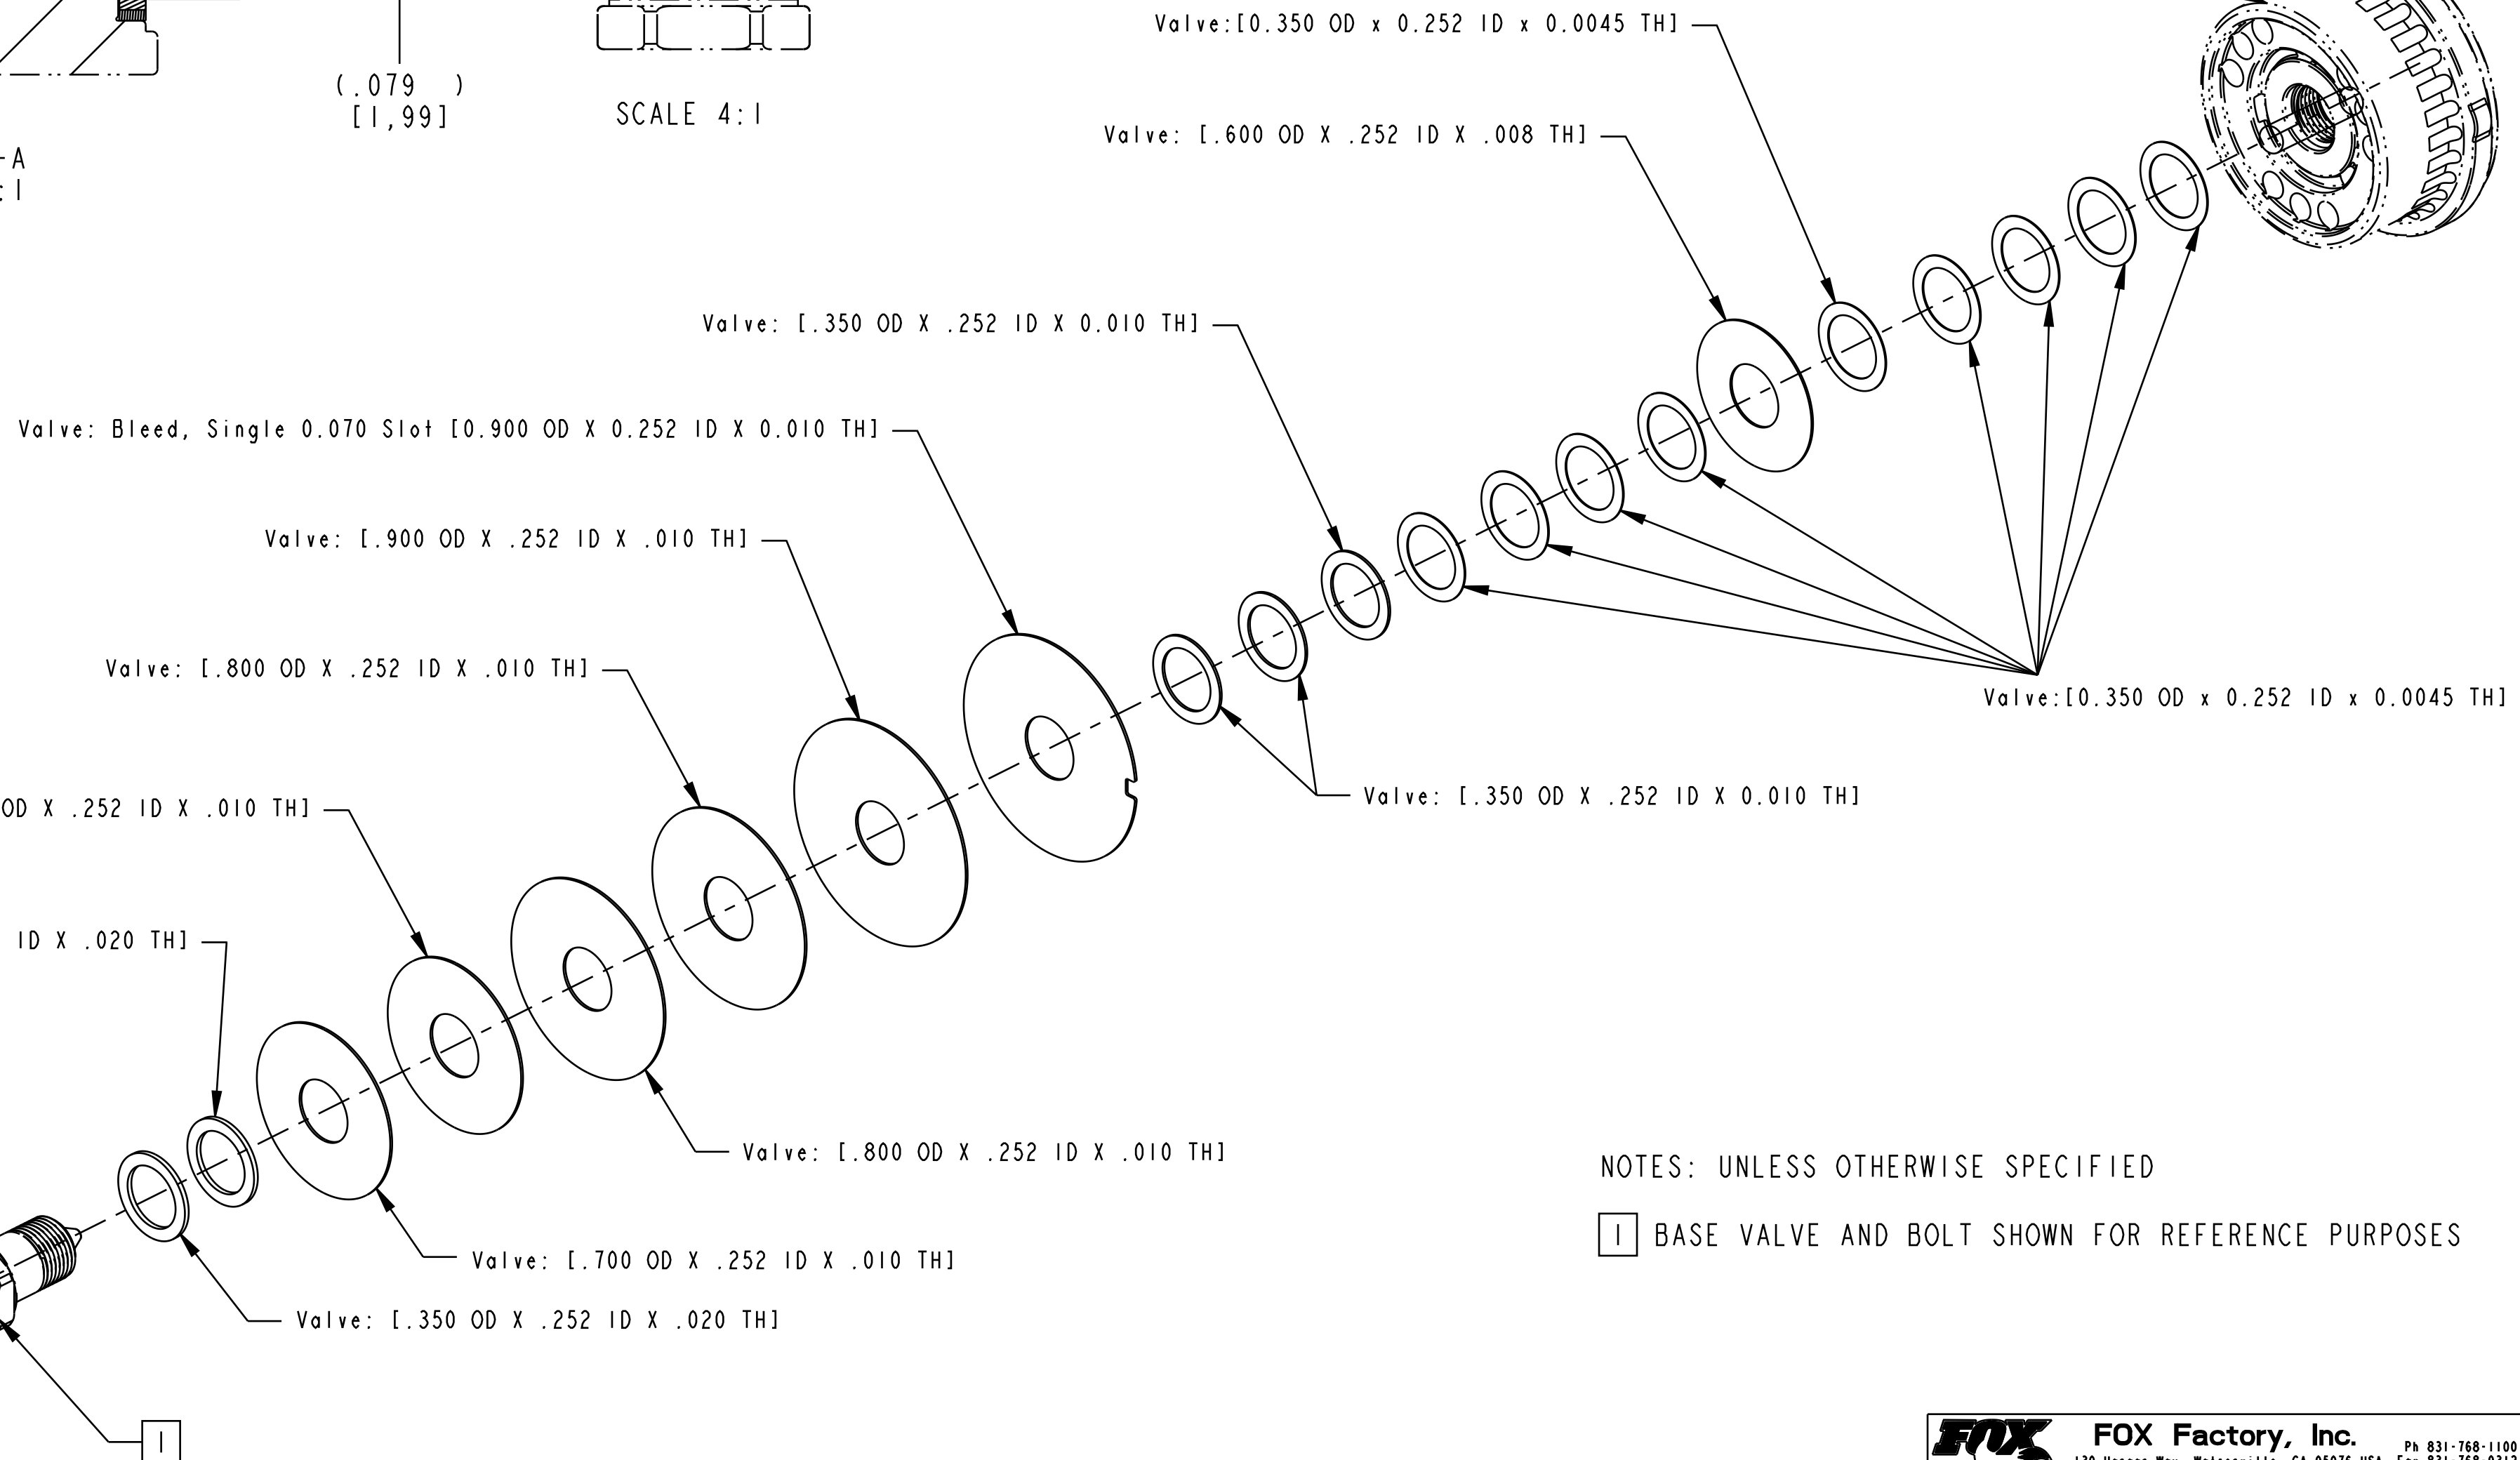 Valve:[0.350 OD x 0.252 ID x 0.0045 TH]
(.079 )
[1,99]
SCALE 4:1
Valve: [.600 OD X .252 ID X .008 TH]
-A
:1
Valve: [.350 OD X .252 ID X 0.010 TH]
Valve: Bleed, Single 0.070 Slot [0.900 OD X 0.252 ID X 0.010 TH]
Valve: [.900 OD X .252 ID X .010 TH]
Valve: [.800 OD X .252 ID X .010 TH]
Valve:[0.350 OD x 0.252 ID x 0.0045 TH]
Valve: [.350 OD X .252 ID X 0.010 TH]
OD X .252 ID X .010 TH]
ID X .020 TH]
Valve: [.800 OD X .252 ID X .010 TH]
Valve: [.700 OD X .252 ID X .010 TH]
Valve: [.350 OD X .252 ID X .020 TH]
NOTES: UNLESS OTHERWISE SPECIFIED
1 BASE VALVE AND BOLT SHOWN FOR REFERENCE PURPOSES
1
FOX FOX Factory, Inc. Ph 831-768-1100